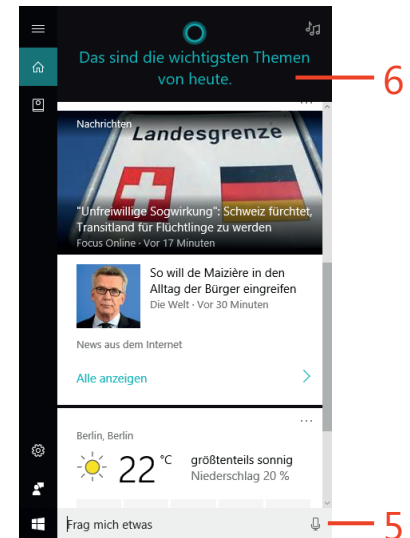 Das sind die wichtigsten Themen
von heute.
6
Nachrichten
Landesgrenze
"Unfreiwillige Sogwirkung": Schweiz fürchtet,
Transitland für Flüchtlinge zu werden
Focus Online · Vor 17 Minuten
So will de Maizière in den
Alltag der Bürger eingreifen
Die Welt · Vor 30 Minuten
News aus dem Internet
Alle anzeigen
Berlin, Berlin
22 °C
größtenteils sonnig
Niederschlag 20 %
Frag mich etwas
5